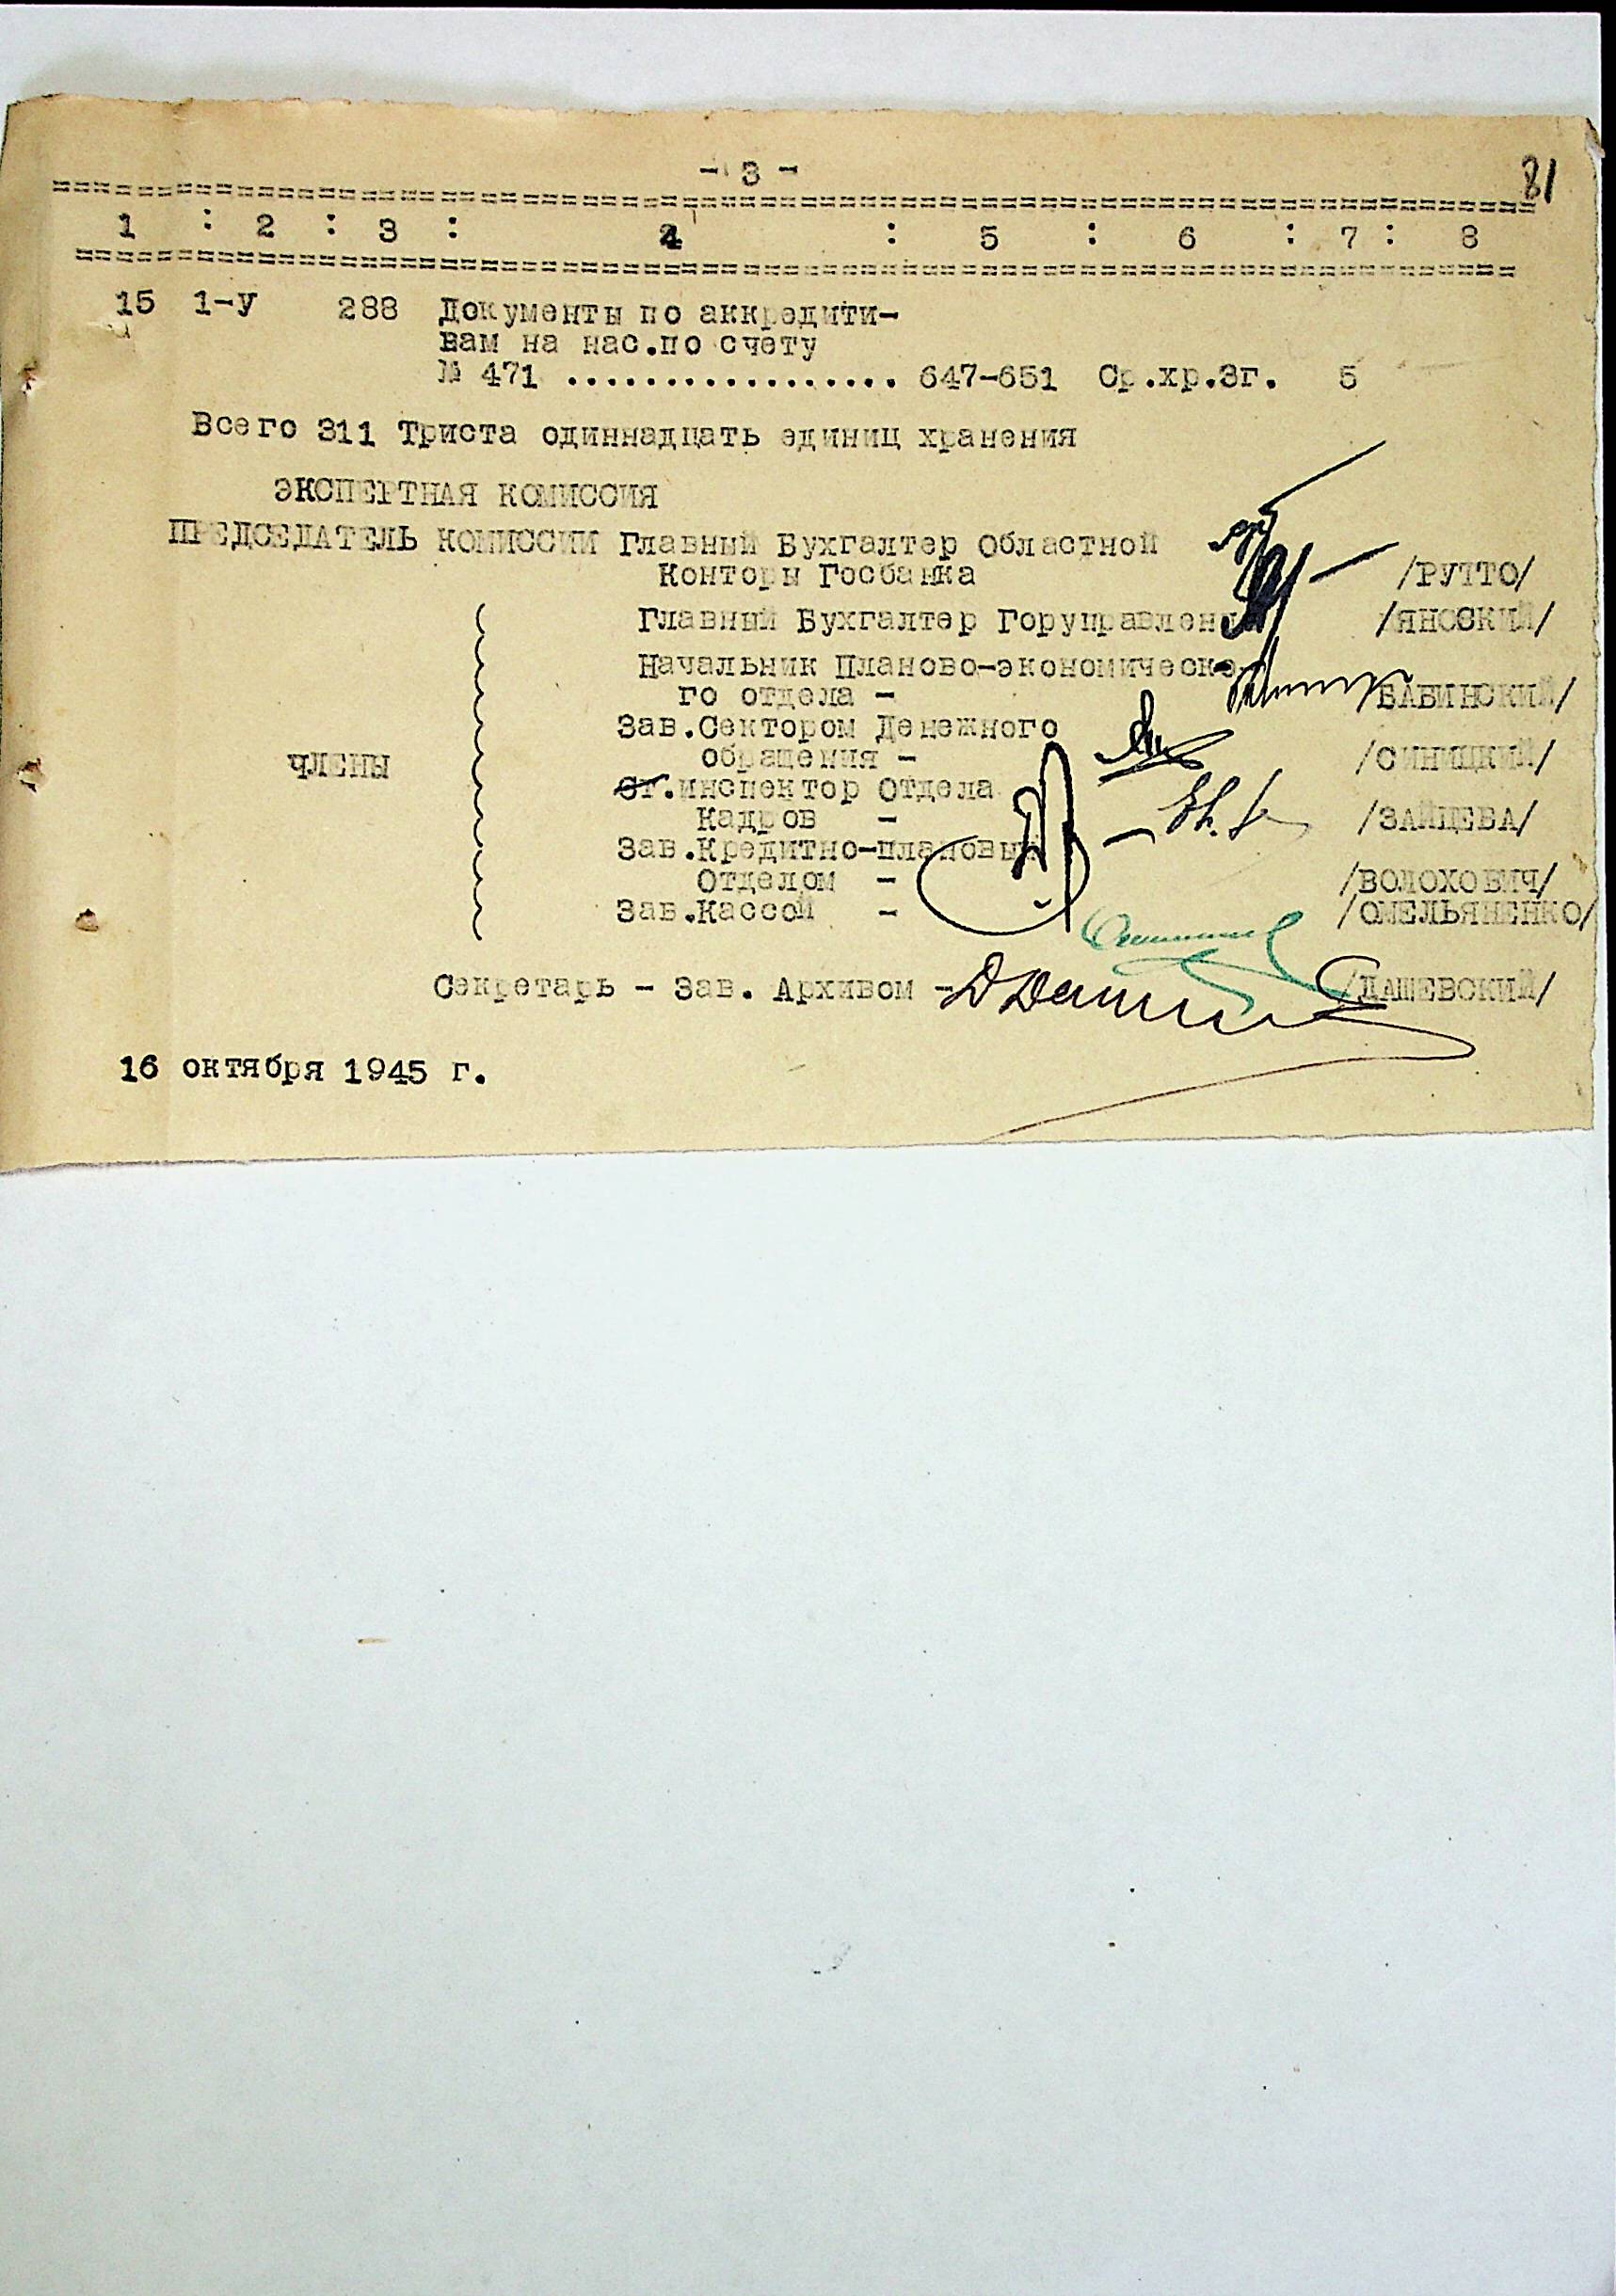 - 3 -
81
1 : 2 : 3 : 4 : 5 : 6 : 7 : 8
15 1-У 288 Документы по аккредити-
вам на нас.по счету
№ 471 ................. 647-651 Ср.хр.3г. 5
Всего 311 Триста одиннадцать единиц хранения
ЭКСПЕРТНАЯ КОМИССИЯ
ПРЕДСЕДАТЕЛЬ КОМИССИИ Главный Бухгалтер Областной
Конторы Госбанка /РУТТО/
Главный Бухгалтер Горуправлени /ЯНОСКИЙ/
Начальник Планово-экономическо
го отдела - /БАБИНСКИЙ/
Зав.Сектором Денежного
обращения - /СИНИЦКИЙ/
ЧЛЕНЫ
Ст.инспектор Отдела
Кадров - /ЗАЙЦЕВА/
Зав.Кредитно-плановым
Отделом - /ВОЛОХОВИЧ/
Зав.Кассой - /ОМЕЛЬЯНЕНКО/
Секретарь - Зав. Архивом - /ДАШЕВСКИЙ/
16 октября 1945 г.